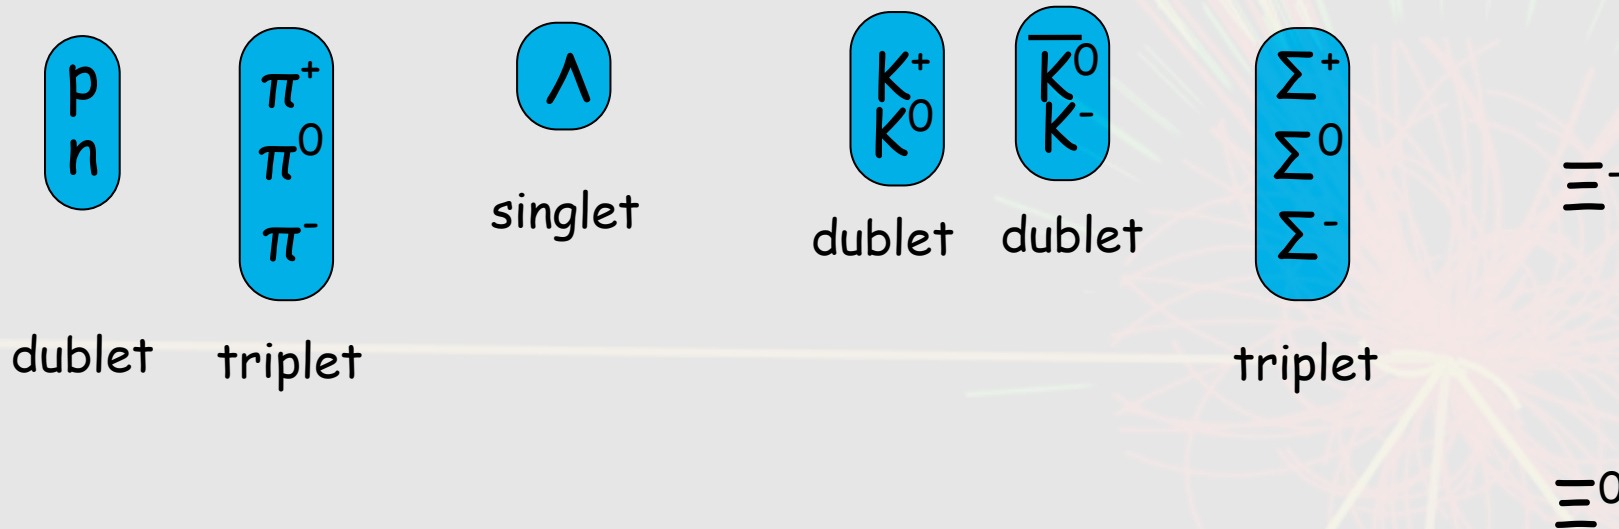 p
n
dublet
π⁺
π⁰
π⁻
triplet
Λ
singlet
K⁺
K⁰
dublet
K̅⁰
K⁻
dublet
Σ⁺
Σ⁰
Σ⁻
triplet
Ξ⁻
Ξ⁰